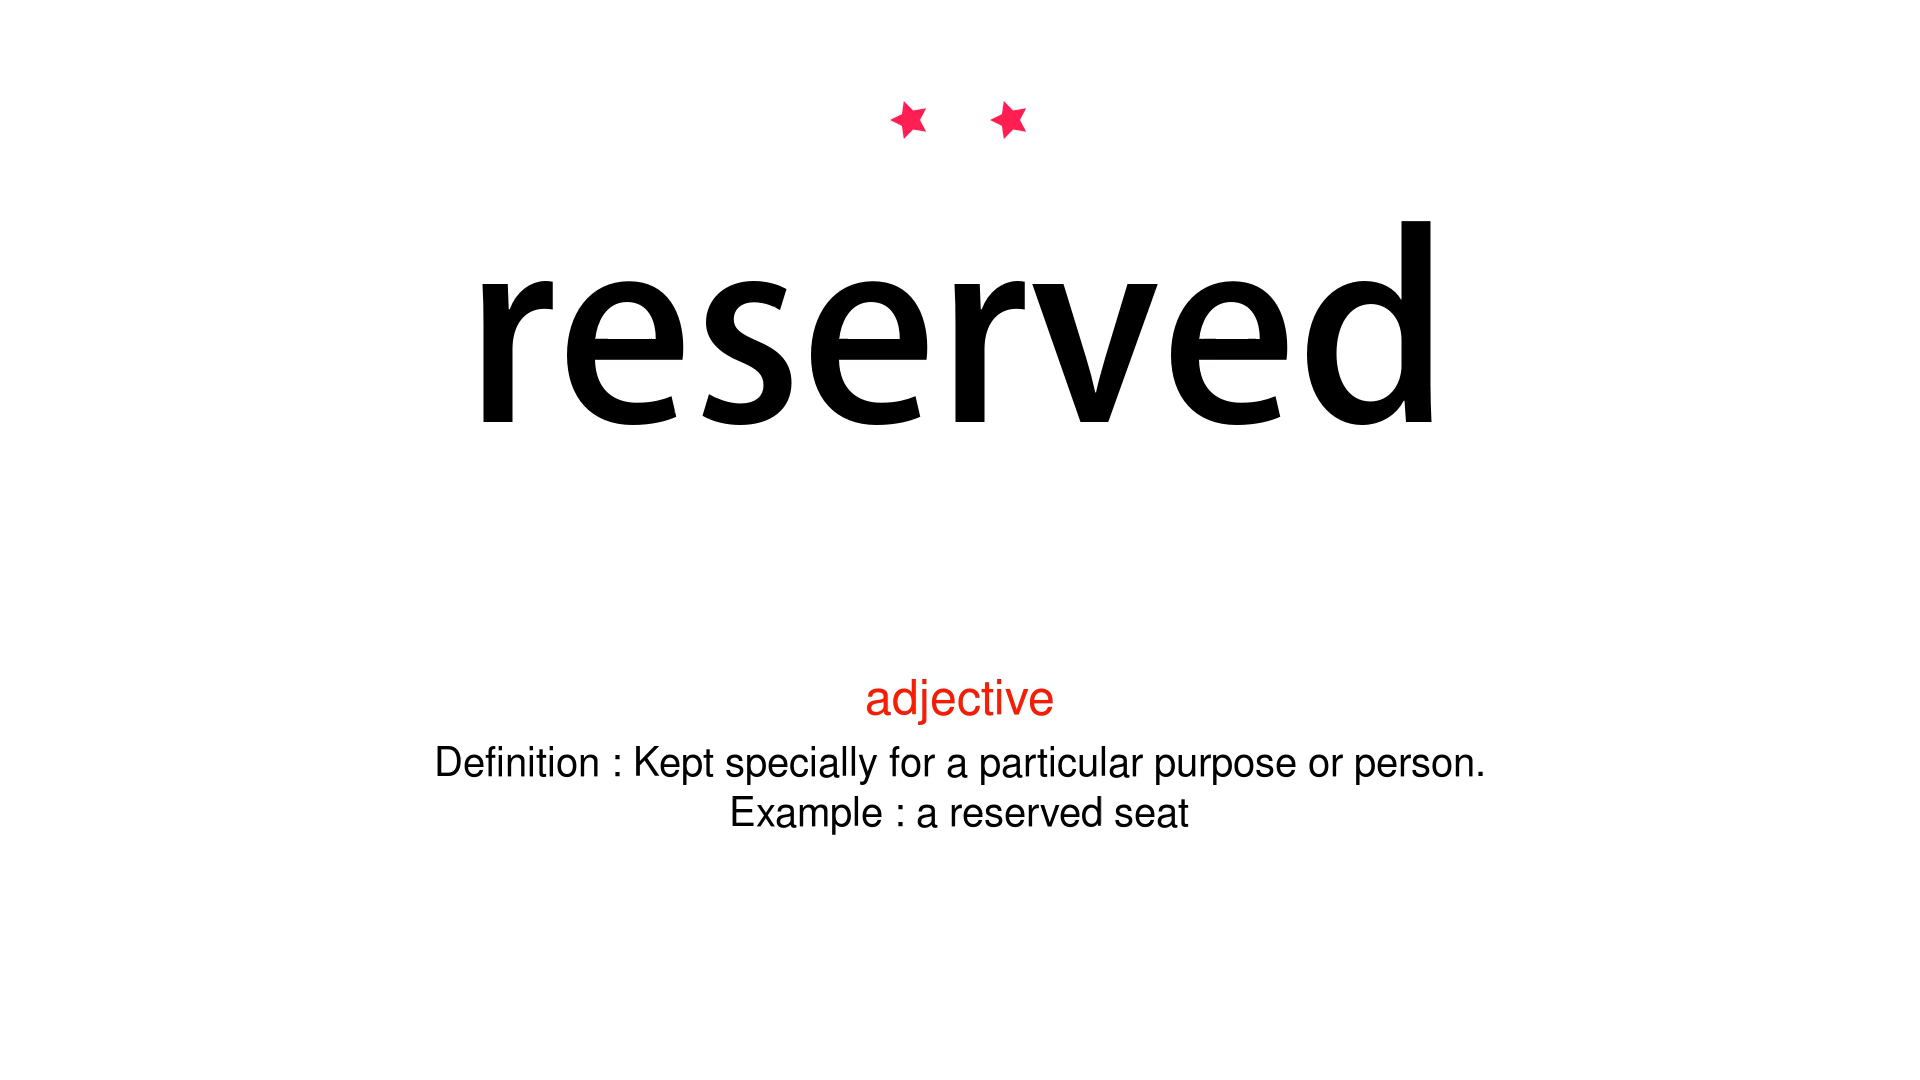 reserved
adjective
Definition : Kept specially for a particular purpose or person.
Example : a reserved seat